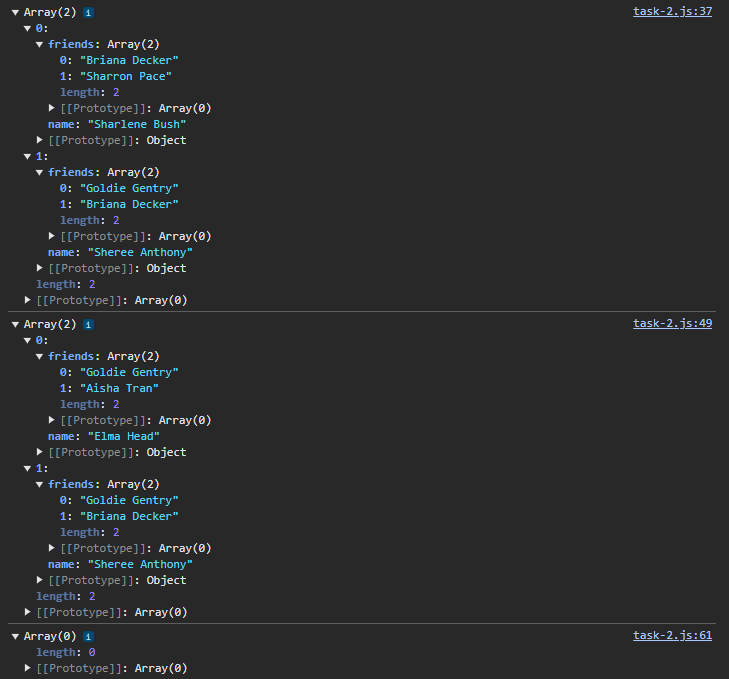 Array(2) i task-2.js:37
0:
friends: Array(2)
0: "Briana Decker"
1: "Sharron Pace"
length: 2
[[Prototype]]: Array(0)
name: "Sharlene Bush"
[[Prototype]]: Object
1:
friends: Array(2)
0: "Goldie Gentry"
1: "Briana Decker"
length: 2
[[Prototype]]: Array(0)
name: "Sheree Anthony"
[[Prototype]]: Object
length: 2
[[Prototype]]: Array(0)
Array(2) i task-2.js:49
0:
friends: Array(2)
0: "Goldie Gentry"
1: "Aisha Tran"
length: 2
[[Prototype]]: Array(0)
name: "Elma Head"
[[Prototype]]: Object
1:
friends: Array(2)
0: "Goldie Gentry"
1: "Briana Decker"
length: 2
[[Prototype]]: Array(0)
name: "Sheree Anthony"
[[Prototype]]: Object
length: 2
[[Prototype]]: Array(0)
Array(0) i task-2.js:61
length: 0
[[Prototype]]: Array(0)